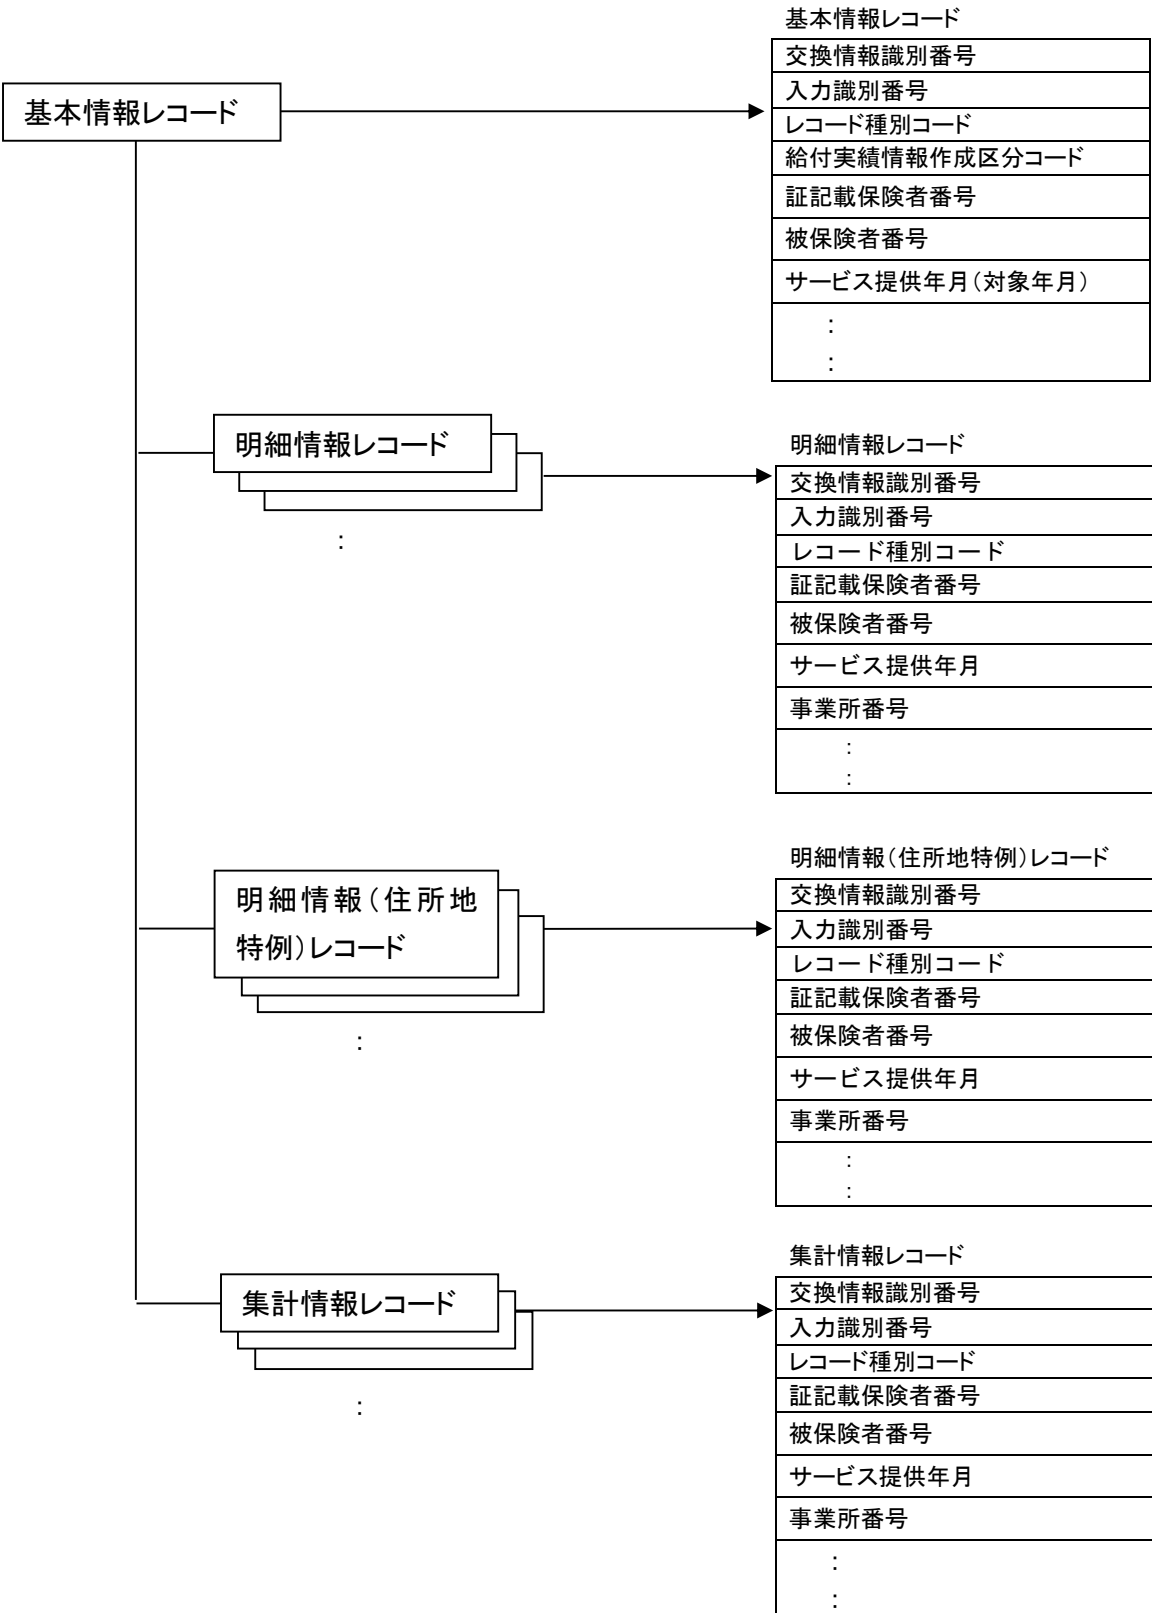 基本情報レコード
基本情報レコード
交換情報識別番号
入力識別番号
レコード種別コード
給付実績情報作成区分コード
証記載保険者番号
被保険者番号
サービス提供年月(対象年月)
:
:
明細情報レコード
:
明細情報レコード
交換情報識別番号
入力識別番号
レコード種別コード
証記載保険者番号
被保険者番号
サービス提供年月
事業所番号
:
:
明細情報(住所地
特例)レコード
:
明細情報(住所地特例)レコード
交換情報識別番号
入力識別番号
レコード種別コード
証記載保険者番号
被保険者番号
サービス提供年月
事業所番号
:
:
集計情報レコード
:
集計情報レコード
交換情報識別番号
入力識別番号
レコード種別コード
証記載保険者番号
被保険者番号
サービス提供年月
事業所番号
:
: